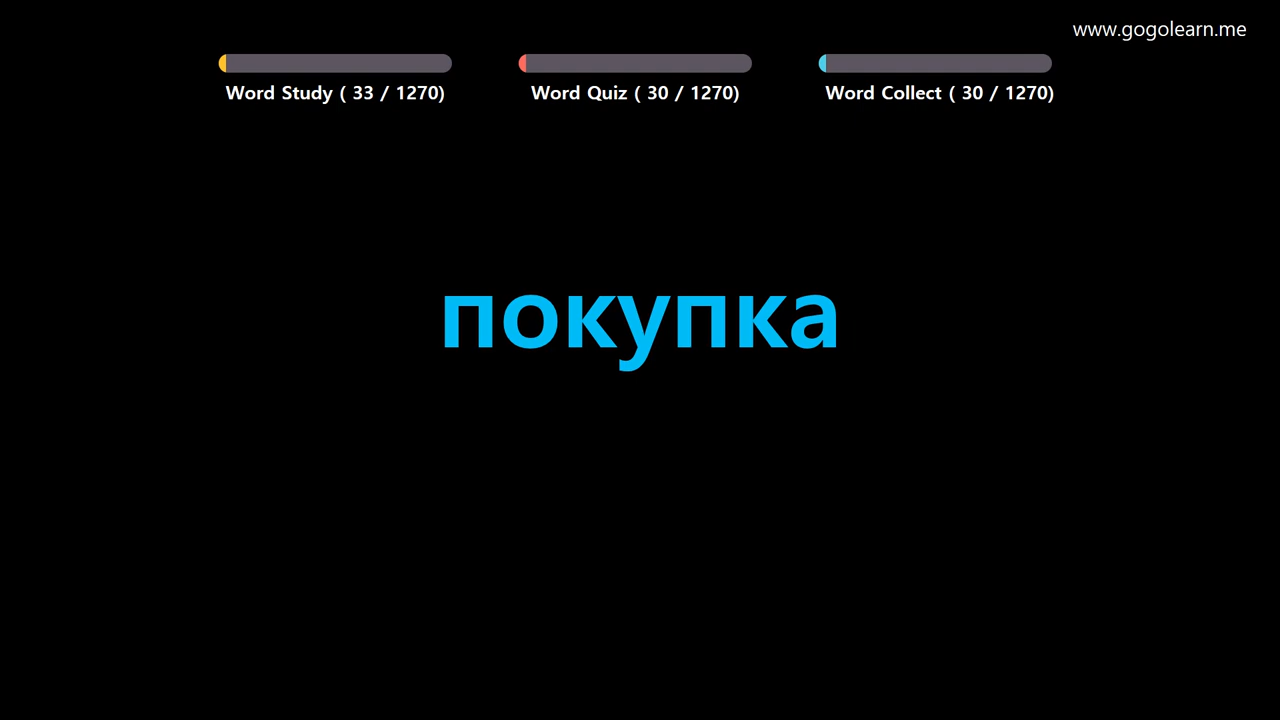 www.gogolearn.me
Word Study ( 33 / 1270)
Word Quiz ( 30 / 1270)
Word Collect ( 30 / 1270)
покупка